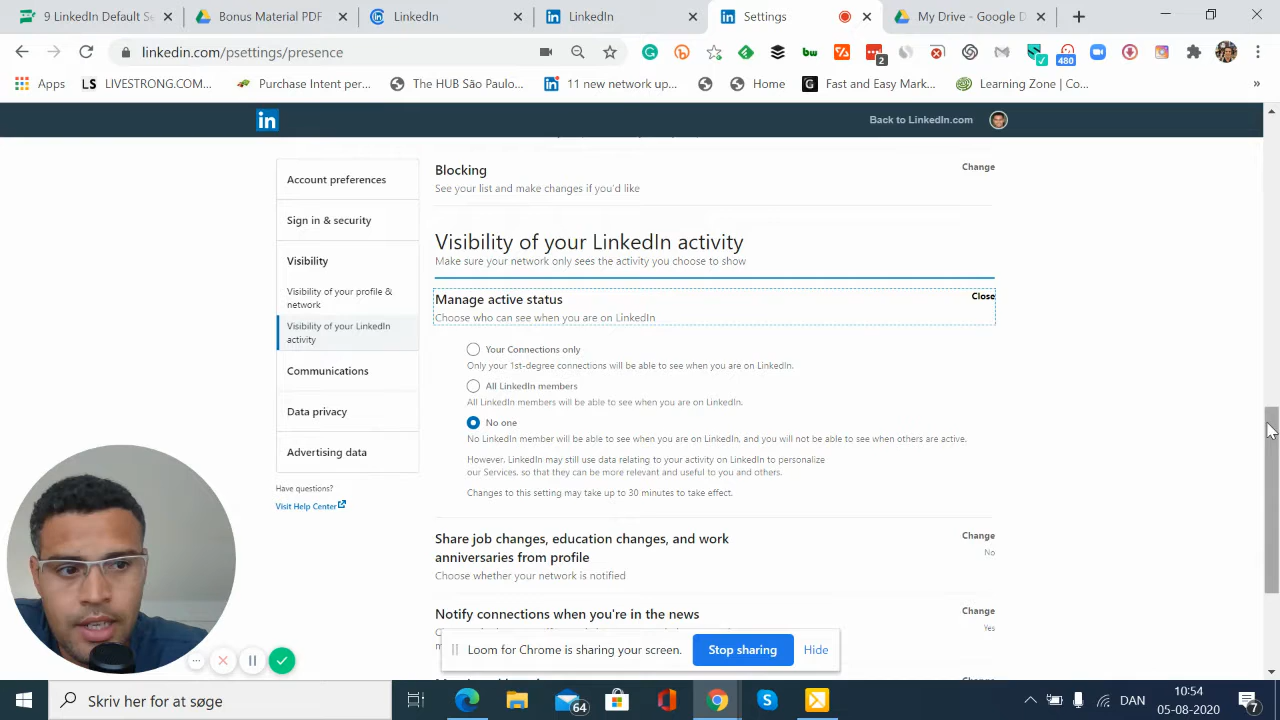 9 LinkedIn Default Se
Bonus Material PDF
LinkedIn
LinkedIn
Settings
My Drive - Google D
linkedin.com/psettings/presence
2
480
Apps
LS LIVESTRONG.COM...
Purchase Intent per...
The HUB São Paulo...
11 new network up...
Home
G Fast and Easy Mark...
Learning Zone | Co...
in
Back to LinkedIn.com
Account preferences
Sign in & security
Visibility
Visibility of your profile &
network
Visibility of your LinkedIn
activity
Communications
Data privacy
Advertising data
Have questions?
Visit Help Center
Blocking
Change
See your list and make changes if you'd like
Visibility of your LinkedIn activity
Make sure your network only sees the activity you choose to show
Manage active status
Close
Choose who can see when you are on LinkedIn
Your Connections only
Only your 1st-degree connections will be able to see when you are on LinkedIn.
All LinkedIn members
All LinkedIn members will be able to see when you are on LinkedIn.
No one
No LinkedIn member will be able to see when you are on LinkedIn, and you will not be able to see when others are active.
However, LinkedIn may still use data relating to your activity on LinkedIn to personalize
our Services, so that they can be more relevant and useful to you and others.
Changes to this setting may take up to 30 minutes to take effect.
Share job changes, education changes, and work
anniversaries from profile
Change
No
Choose whether your network is notified
Notify connections when you're in the news
Change
Yes
Loom for Chrome is sharing your screen.
Stop sharing
Hide
Skriv her for at søge
64
DAN
10:54
05-08-2020
7